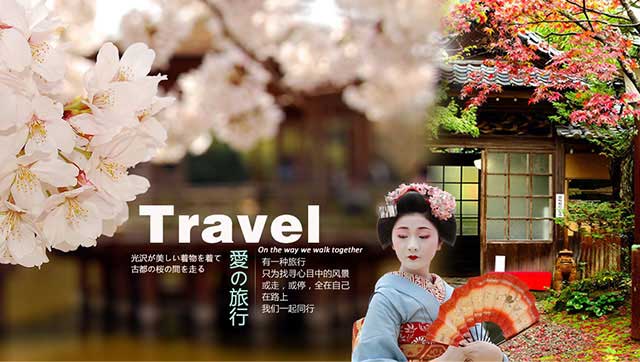 Travel
On the way we walk together
光沢が美しい着物を着て
古都の桜の間を走る
愛の旅行
有一种旅行
只为找寻心目中的风景
或走，或停，全在自己
在路上
我们一起同行